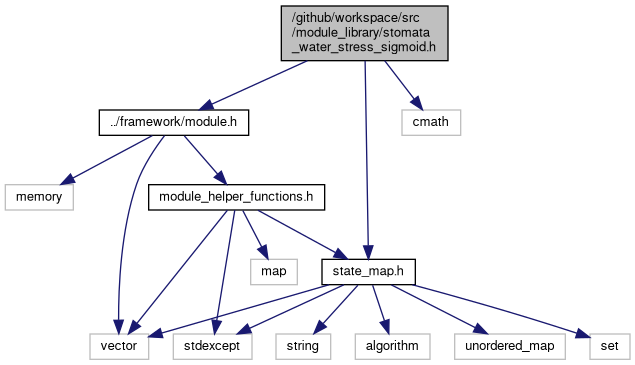 /github/workspace/src
/module_library/stomata
_water_stress_sigmoid.h
../framework/module.h
cmath
memory
module_helper_functions.h
map
state_map.h
vector
stdexcept
string
algorithm
unordered_map
set